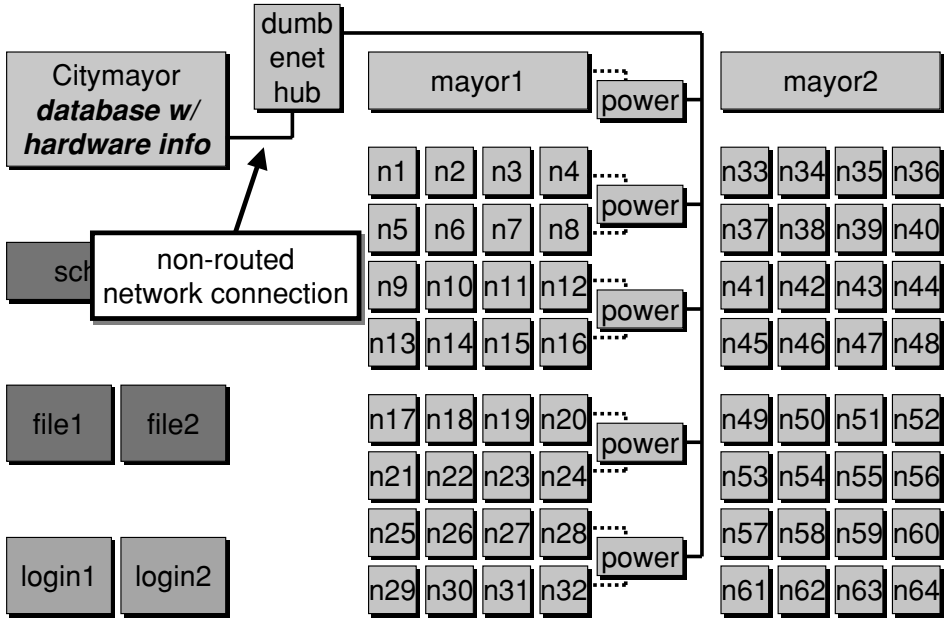 dumb
enet
hub
Citymayor
database w/
hardware info
mayor1
power
mayor2
n1 n2 n3 n4
power
n33 n34 n35 n36
n5 n6 n7 n8
n37 n38 n39 n40
non-routed
network connection
n9 n10 n11 n12
power
n41 n42 n43 n44
n13 n14 n15 n16
n45 n46 n47 n48
file1 file2
n17 n18 n19 n20
power
n49 n50 n51 n52
n21 n22 n23 n24
n53 n54 n55 n56
n25 n26 n27 n28
power
n57 n58 n59 n60
login1 login2
n29 n30 n31 n32
n61 n62 n63 n64